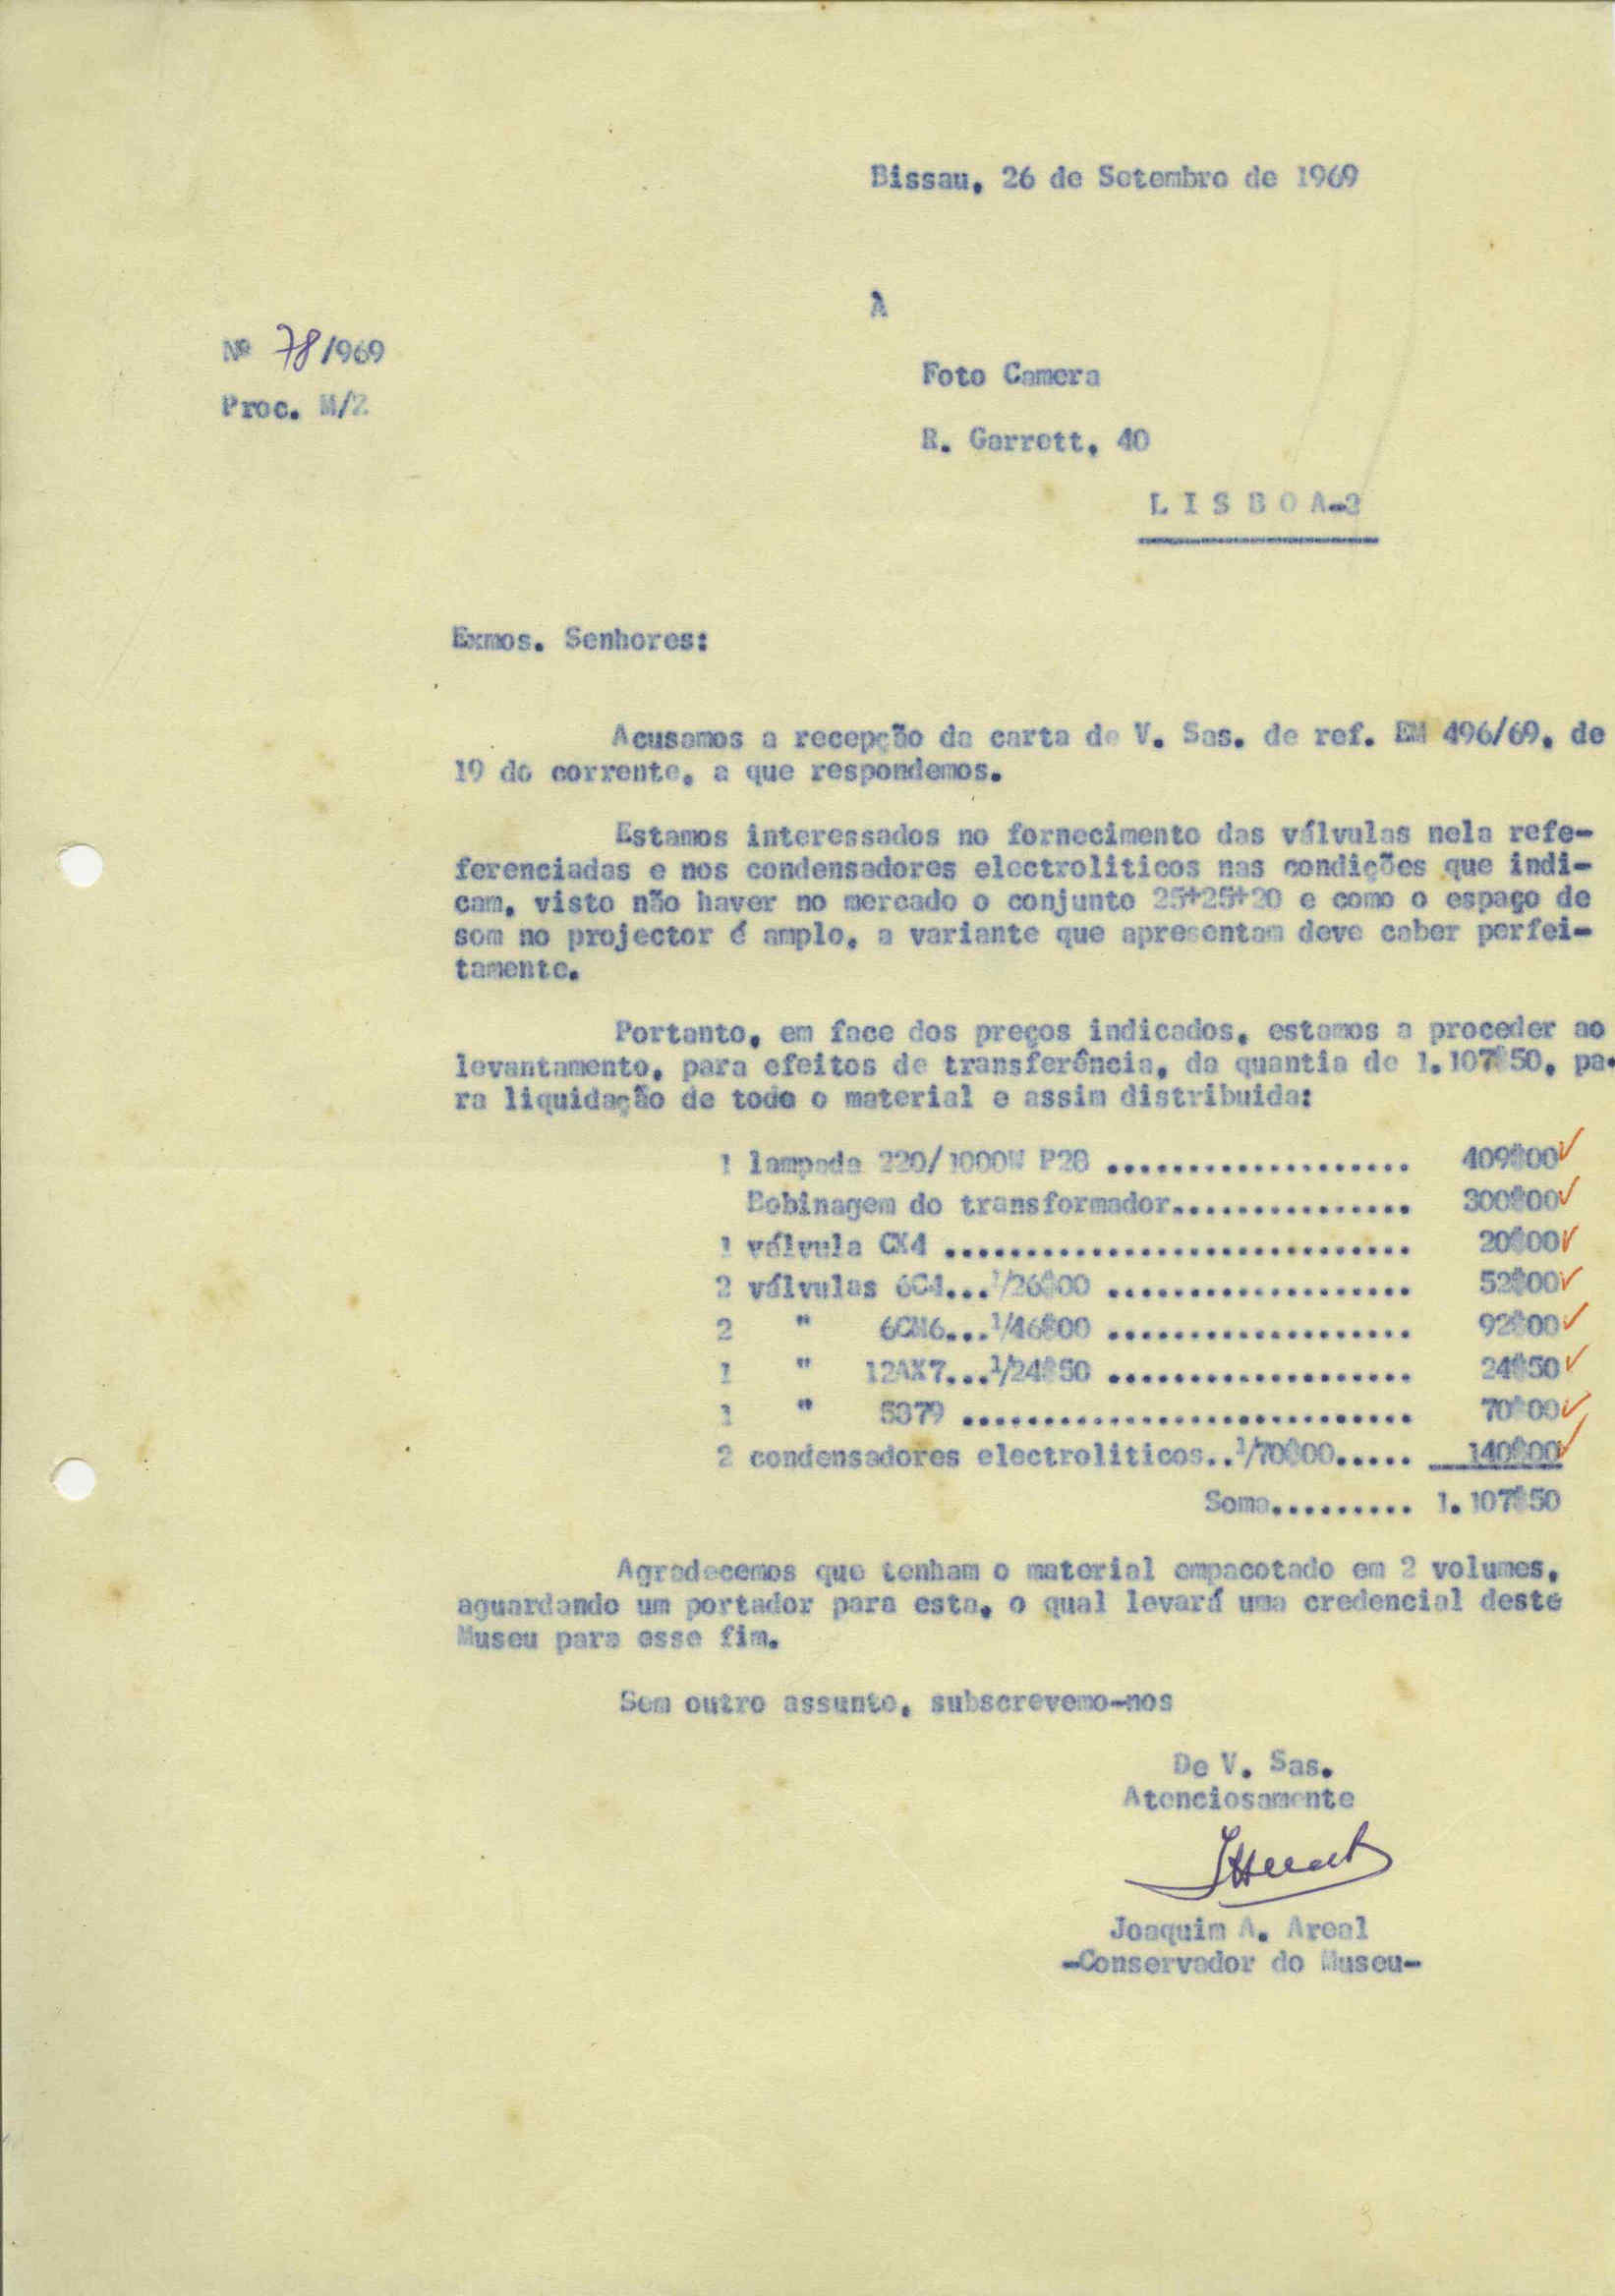 Bissau, 26 de Setembro de 1969
À
Nº 78/969
Foto Camera
Proc. M/2
R. Garrett, 40
LISBOA-2
Exmos. Senhores:
Acusamos a recepção da carta de V. Sas. de ref. EM 496/69, de
19 do corrente, a que respondemos.
Estamos interessados no fornecimento das válvulas nela refe-
ferenciadas e nos condensadores electroliticos nas condições que indi-
cam, visto não haver no mercado o conjunto 25+25+20 e como o espaço de
som no projector é amplo, a variante que apresentam deve caber perfei-
tamente.
Portanto, em face dos preços indicados, estamos a proceder ao
levantamento, para efeitos de transferência, da quantia de 1.107$50, pa-
ra liquidação de todo o material e assim distribuida:
1 lampada 220/1000W P28 ................... 409$00 ✓
Bobinagem do transformador............... 300$00 ✓
1 válvula CK4 ............................. 20$00 ✓
2 válvulas 6C4...1/26$00 ................... 52$00 ✓
2 " 6CM6...1/46$00 ................... 92$00 ✓
1 " 12AX7...1/24$50 ................... 24$50 ✓
1 " 5879 ............................ 70$00 ✓
2 condensadores electroliticos..1/70$00..... 140$00 ✓
Soma......... 1.107$50
Agradecemos que tenham o material empacotado em 2 volumes,
aguardando um portador para esta, o qual levará uma credencial deste
Museu para esse fim.
Sem outro assunto, subscrevemo-nos
De V. Sas.
Atenciosamente
Joaquim A. Areal
-Conservador do Museu-